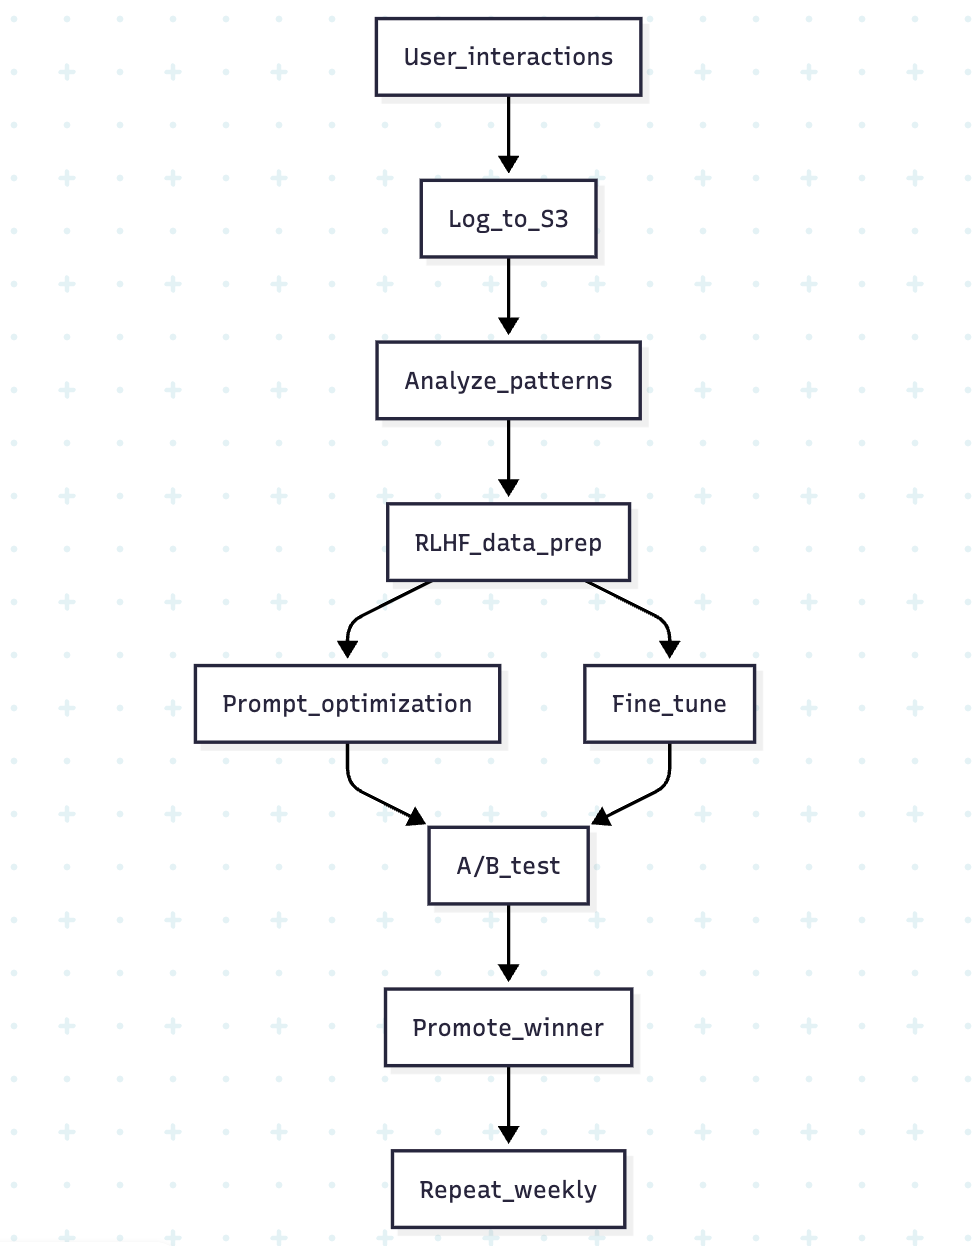 User_interactions
Log_to_S3
Analyze_patterns
RLHF_data_prep
Prompt_optimization
Fine_tune
A/B_test
Promote_winner
Repeat_weekly